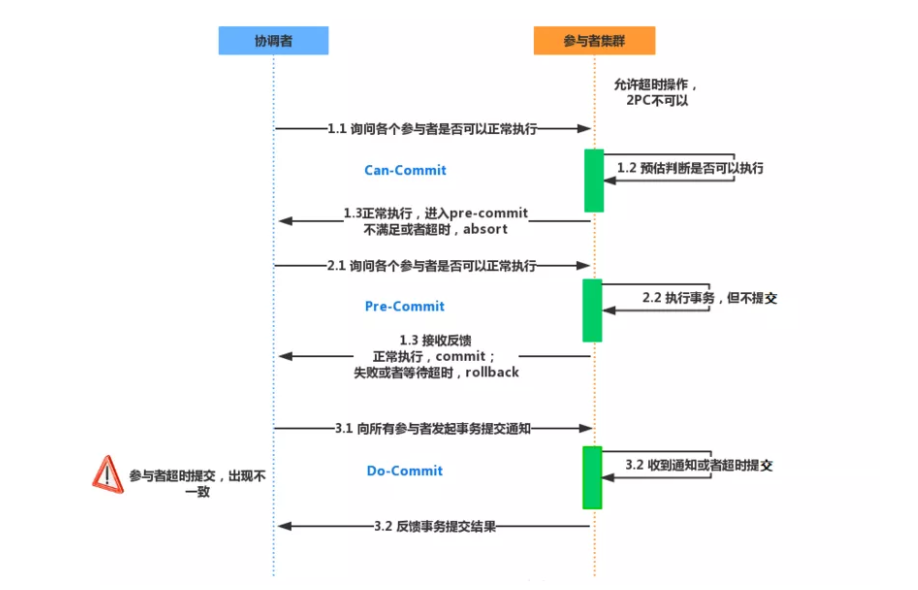 协调者
参与者集群
允许超时操作，
2PC不可以
1.1 询问各个参与者是否可以正常执行
Can-Commit
1.2 预估判断是否可以执行
1.3正常执行，进入pre-commit
不满足或者超时，absort
2.1 询问各个参与者是否可以正常执行
Pre-Commit
2.2 执行事务，但不提交
1.3 接收反馈
正常执行，commit；
失败或者等待超时，rollback
3.1 向所有参与者发起事务提交通知
Do-Commit
3.2 收到通知或者超时提交
参与者超时提交，出现不
一致
3.2 反馈事务提交结果